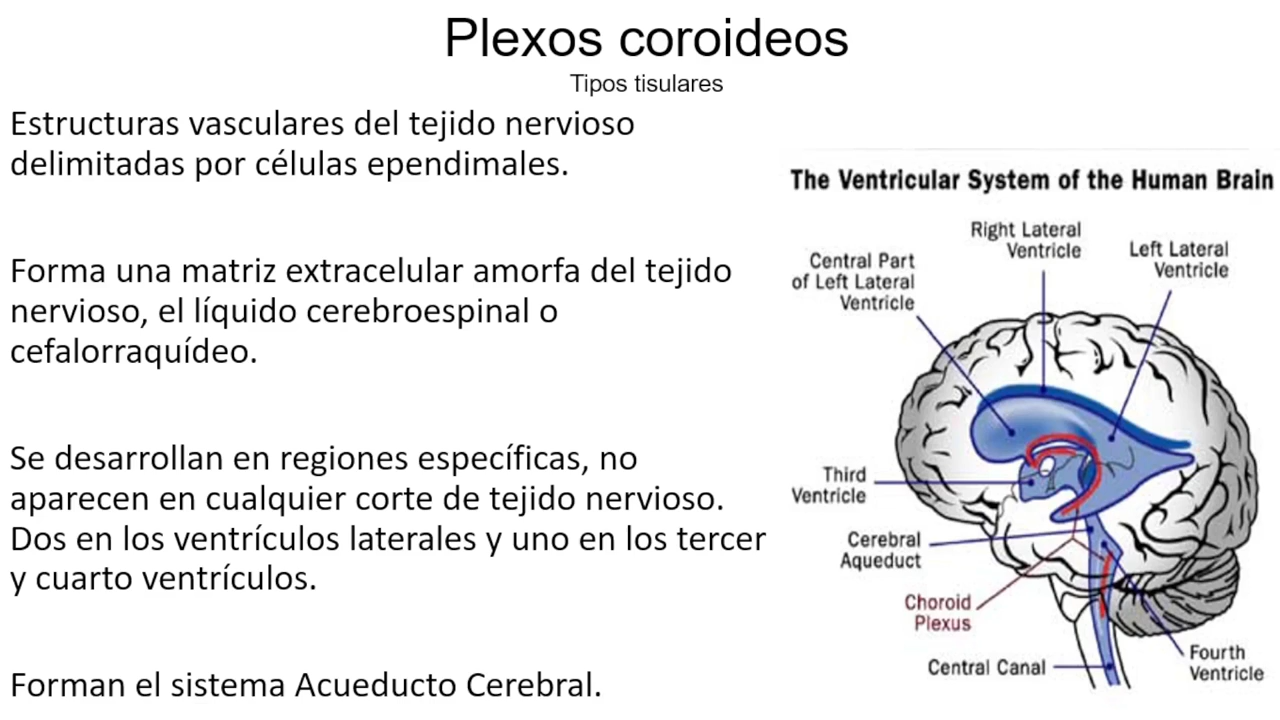 Plexos coroideos
Tipos tisulares
Estructuras vasculares del tejido nervioso
delimitadas por células ependimales.
Forma una matriz extracelular amorfa del tejido
nervioso, el líquido cerebroespinal o
cefalorraquídeo.
Se desarrollan en regiones específicas, no
aparecen en cualquier corte de tejido nervioso.
Dos en los ventrículos laterales y uno en los tercer
y cuarto ventrículos.
Forman el sistema Acueducto Cerebral.
The Ventricular System of the Human Brain
Right Lateral
Ventricle
Left Lateral
Ventricle
Central Part
of Left Lateral
Ventricle
Third
Ventricle
Cerebral
Aqueduct
Choroid
Plexus
Central Canal
Fourth
Ventricle